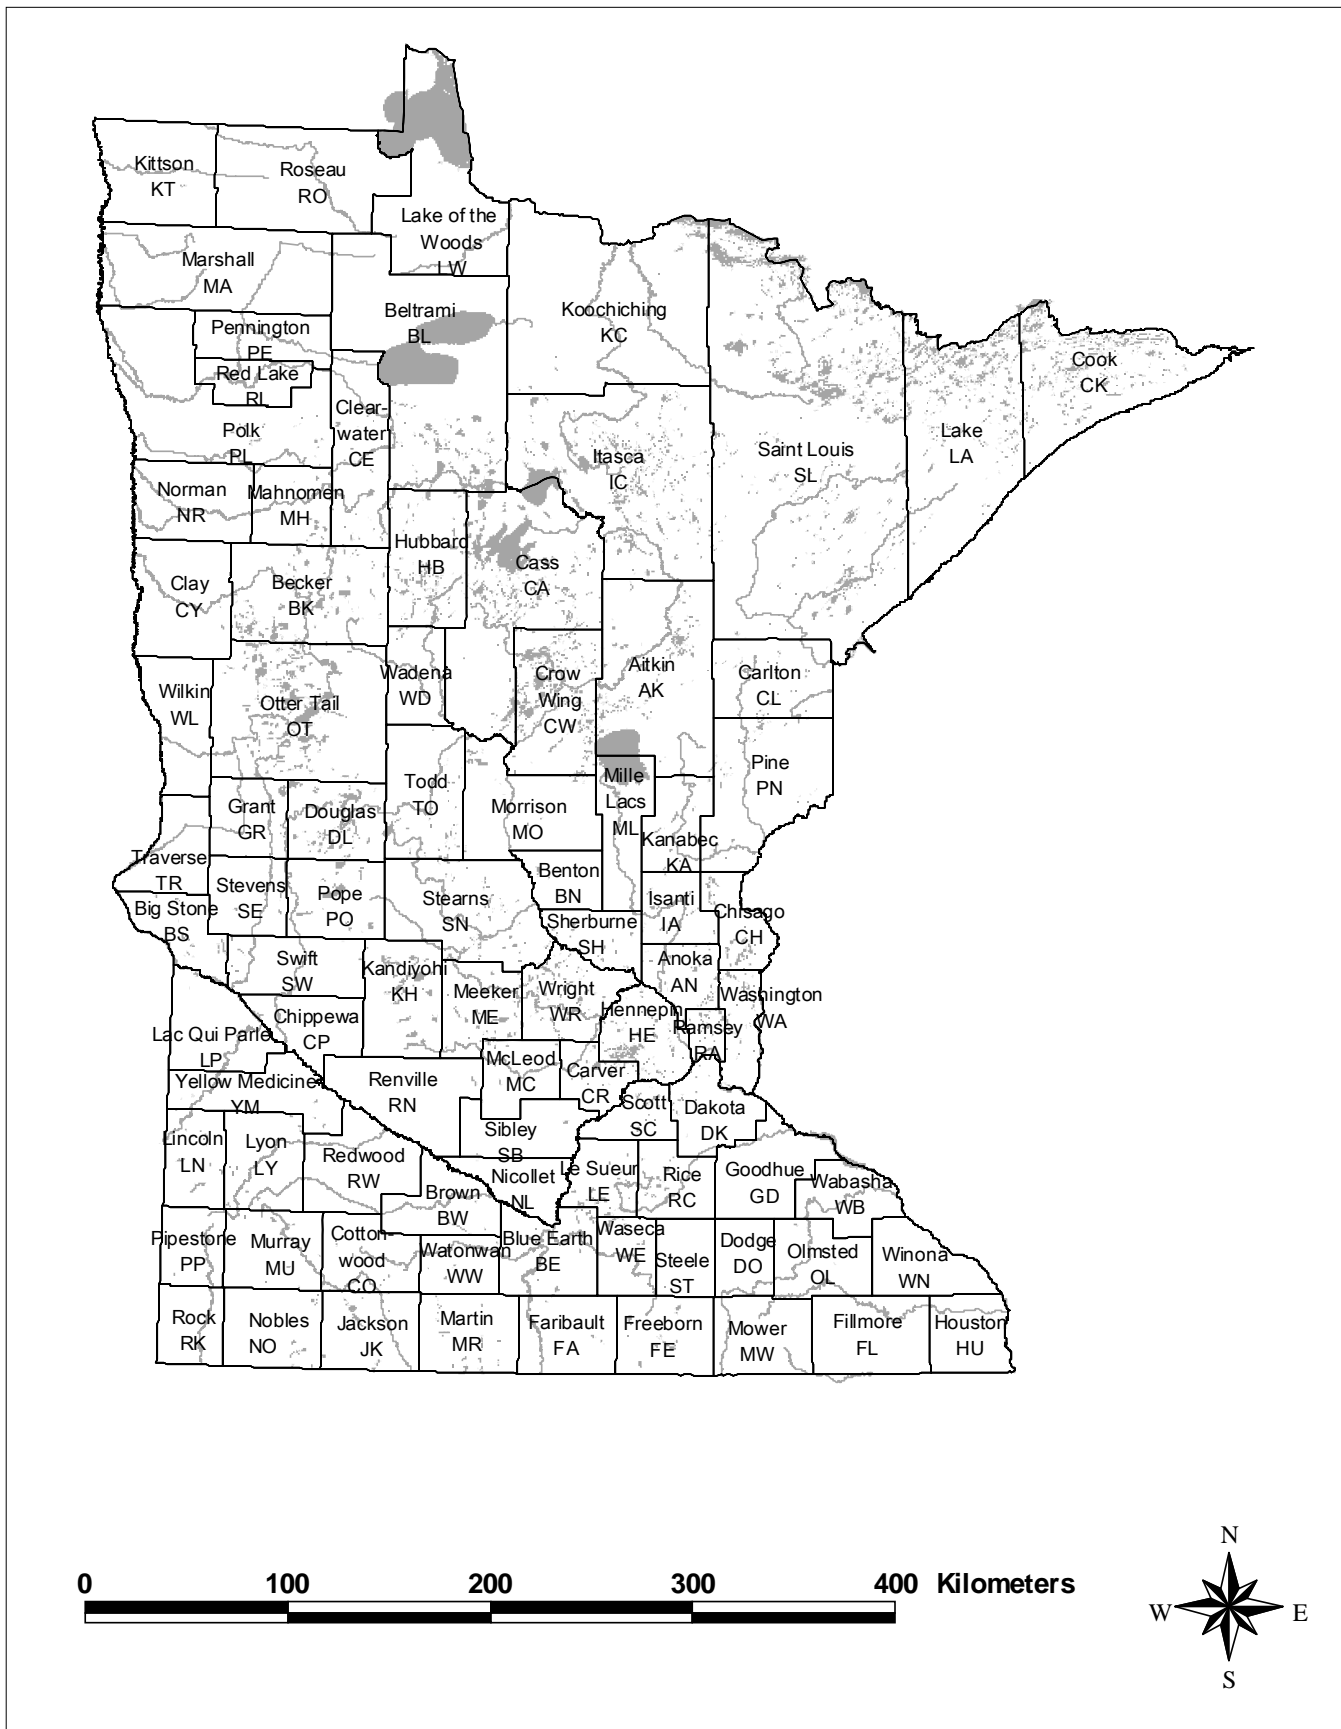 Kittson
KT
Roseau
RO
Lake of the
Woods
LW
Marshall
MA
Beltrami
BL
Koochiching
KC
Pennington
PE
Red Lake
RL
Polk
PL
Clear-
water
CE
Itasca
IC
Saint Louis
SL
Lake
LA
Cook
CK
Norman
NR
Mahnomen
MH
Hubbard
HB
Cass
CA
Clay
CY
Becker
BK
Wilkin
WL
Otter Tail
OT
Wadena
WD
Crow
Wing
CW
Aitkin
AK
Carlton
CL
Pine
PN
Grant
GR
Douglas
DL
Todd
TO
Morrison
MO
Mille
Lacs
ML
Kanabec
KA
Traverse
TR
Stevens
SE
Pope
PO
Stearns
SN
Benton
BN
Isanti
IA
Chisago
CH
Big Stone
BS
Sherburne
SH
Swift
SW
Kandiyohi
KH
Meeker
ME
Wright
WR
Anoka
AN
Washington
WA
Hennepin
HE
Ramsey
RA
Lac Qui Parle
LP
Chippewa
CP
Yellow Medicine
YM
Renville
RN
McLeod
MC
Carver
CR
Scott
SC
Dakota
DK
Lincoln
LN
Lyon
LY
Redwood
RW
Sibley
SB
Nicollet
NL
Le Sueur
LE
Rice
RC
Goodhue
GD
Wabasha
WB
Brown
BW
Pipestone
PP
Murray
MU
Cotton-
wood
CO
Watonwan
WW
Blue Earth
BE
Waseca
WE
Steele
ST
Dodge
DO
Olmsted
OL
Winona
WN
Rock
RK
Nobles
NO
Jackson
JK
Martin
MR
Faribault
FA
Freeborn
FE
Mower
MW
Fillmore
FL
Houston
HU
0 100 200 300 400 Kilometers
N
W E
S